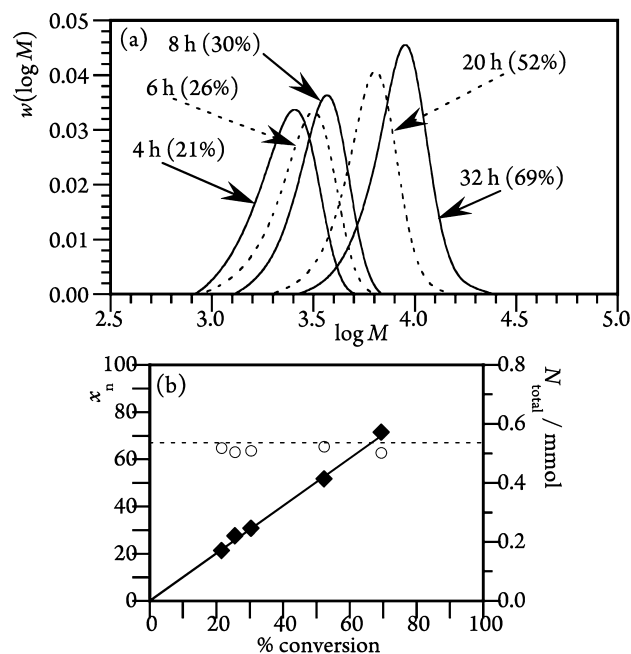 (a)
8 h (30%)
6 h (26%)
4 h (21%)
20 h (52%)
32 h (69%)
w(log M)
0.05
0.04
0.03
0.02
0.01
0.00
2.5 3.0 3.5 4.0 4.5 5.0
log M
(b)
xn
100
80
60
40
20
0
0.8
0.6
0.4
0.2
0.0
Ntotal / mmol
0 20 40 60 80 100
% conversion